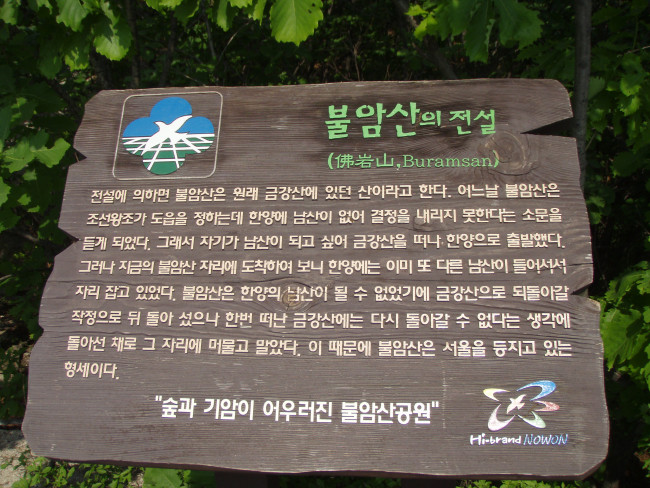 불암산의 전설
(佛岩山,Buramsan)
전설에 의하면 불암산은 원래 금강산에 있던 산이라고 한다. 어느날 불암산은
조선왕조가 도읍을 정하는데 한양에 남산이 없어 결정을 내리지 못한다는 소문을
듣게 되었다. 그래서 자기가 남산이 되고 싶어 금강산을 떠나 한양으로 출발했다.
그러나 지금의 불암산 자리에 도착하여 보니 한양에는 이미 또 다른 남산이 들어서서
자리 잡고 있었다. 불암산은 한양의 남산이 될 수 없었기에 금강산으로 되돌아갈
작정으로 뒤 돌아 섰으나 한번 떠난 금강산에는 다시 돌아갈 수 없다는 생각에
돌아선 채로 그 자리에 머물고 말았다. 이 때문에 불암산은 서울을 등지고 있는
형세이다.
"숲과 기암이 어우러진 불암산공원"
Hi-brand NOWON